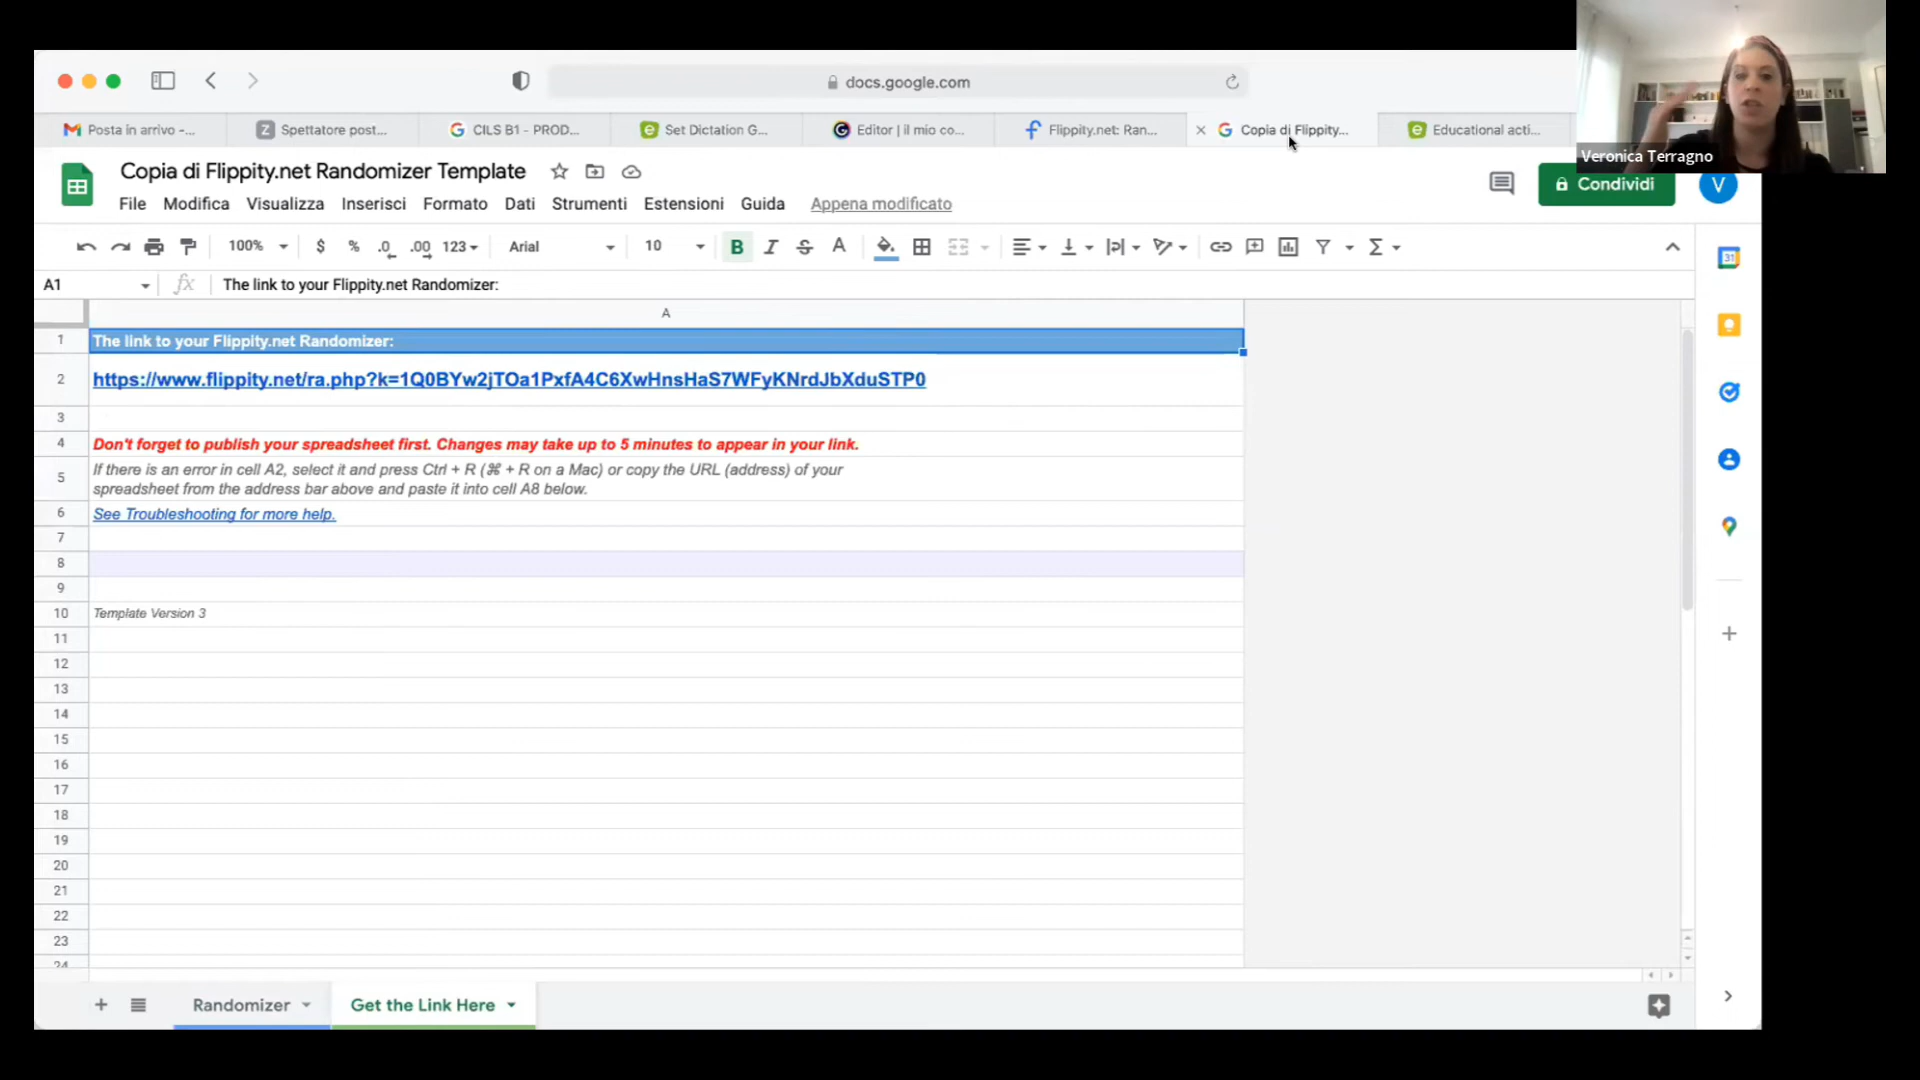 docs.google.com
Posta in arrivo –...
Spettatore post...
CILS B1 - PROD...
Set Dictation G...
Editor | il mio co...
Flippity.net: Ran...
Copia di Flippity...
Educational acti...
Veronica Terragno
Copia di Flippity.net Randomizer Template
Condividi
V
File Modifica Visualizza Inserisci Formato Dati Strumenti Estensioni Guida Appena modificato
100% $ % .0 .00 123 Arial 10 B I S A
31
A1 fx The link to your Flippity.net Randomizer:
A
1 The link to your Flippity.net Randomizer:
2 https://www.flippity.net/ra.php?k=1Q0BYw2jTOa1PxfA4C6XwHnsHaS7WFyKNrdJbXduSTP0
3
4 Don't forget to publish your spreadsheet first. Changes may take up to 5 minutes to appear in your link.
5 If there is an error in cell A2, select it and press Ctrl + R (⌘ + R on a Mac) or copy the URL (address) of your
spreadsheet from the address bar above and paste it into cell A8 below.
6 See Troubleshooting for more help.
7
8
9
10 Template Version 3
11
12
13
14
15
16
17
18
19
20
21
22
23
24
Randomizer
Get the Link Here